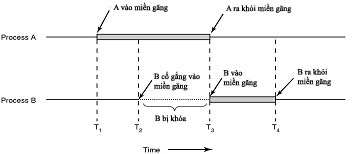 A vào miền găng
A ra khỏi miền găng
Process A
B cố gắng vào
miền găng
B vào
miền găng
B ra khỏi
miền găng
Process B
B bị khóa
T1
T2
T3
T4
Time